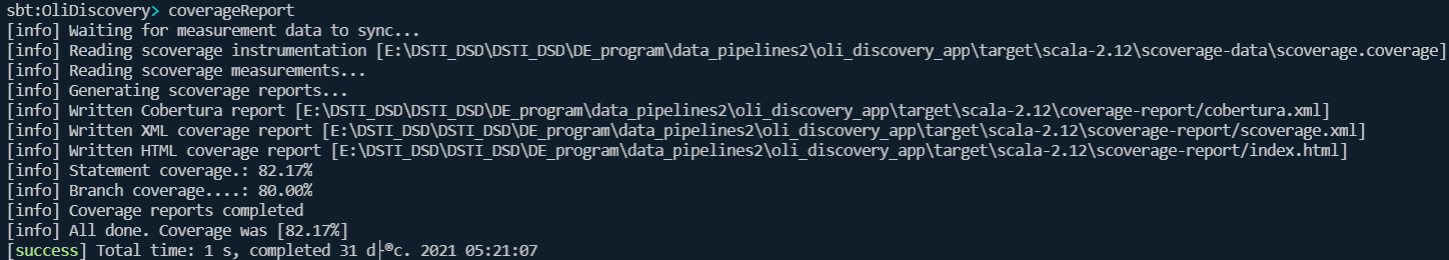 sbt:OliDiscovery> coverageReport
[info] Waiting for measurement data to sync...
[info] Reading scoverage instrumentation [E:\DSTI_DSD\DSTI_DSD\DE_program\data_pipelines2\oli_discovery_app\target\scala-2.12\scoverage-data\scoverage.coverage]
[info] Reading scoverage measurements...
[info] Generating scoverage reports...
[info] Written Cobertura report [E:\DSTI_DSD\DSTI_DSD\DE_program\data_pipelines2\oli_discovery_app\target\scala-2.12\coverage-report/cobertura.xml]
[info] Written XML coverage report [E:\DSTI_DSD\DSTI_DSD\DE_program\data_pipelines2\oli_discovery_app\target\scala-2.12\scoverage-report/scoverage.xml]
[info] Written HTML coverage report [E:\DSTI_DSD\DSTI_DSD\DE_program\data_pipelines2\oli_discovery_app\target\scala-2.12\scoverage-report/index.html]
[info] Statement coverage.: 82.17%
[info] Branch coverage....: 80.00%
[info] Coverage reports completed
[info] All done. Coverage was [82.17%]
[success] Total time: 1 s, completed 31 d├®c. 2021 05:21:07